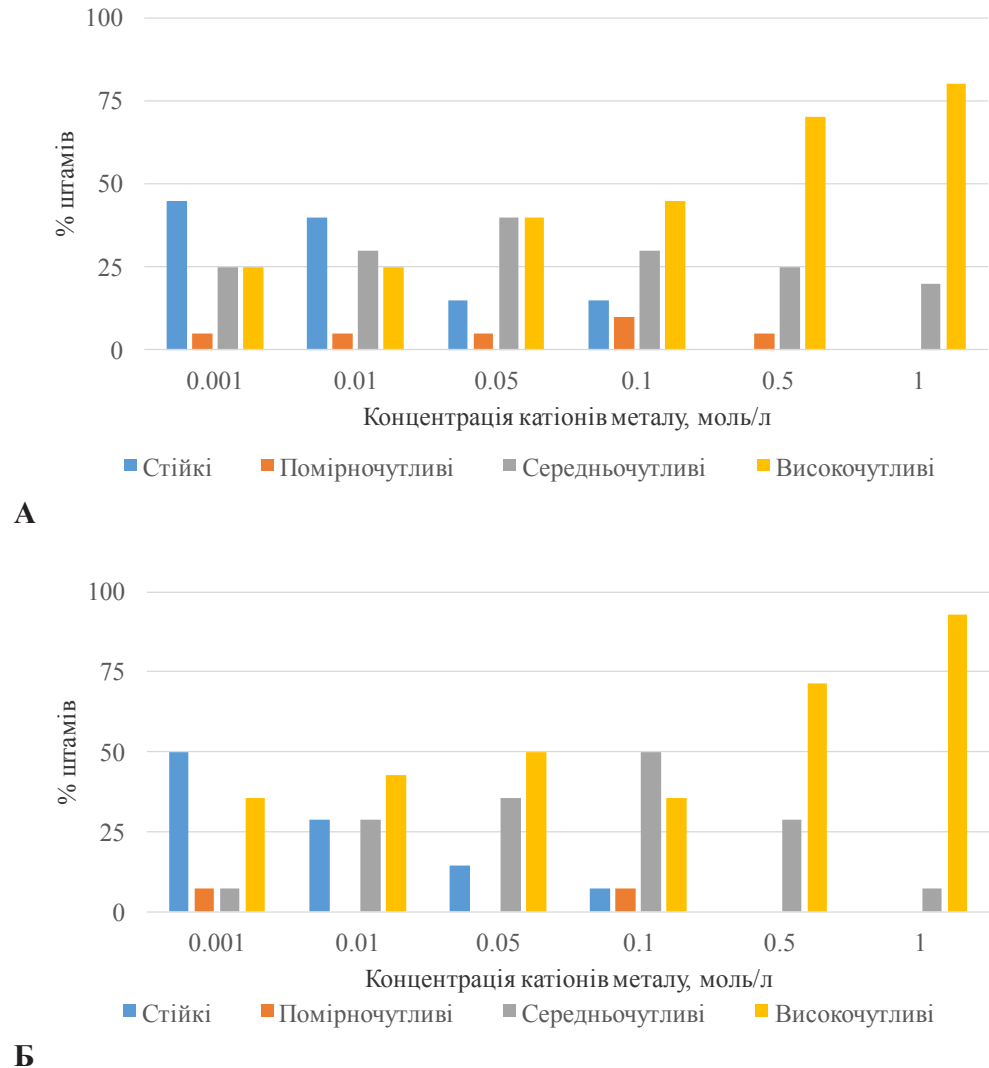 100
75
50
25
0
% штамів
0.001 0.01 0.05 0.1 0.5 1
Концентрація катіонів металу, моль/л
Стійкі Помірночутливі Середньочутливі Високочутливі
А
100
75
50
25
0
% штамів
0.001 0.01 0.05 0.1 0.5 1
Концентрація катіонів металу, моль/л
Стійкі Помірночутливі Середньочутливі Високочутливі
Б